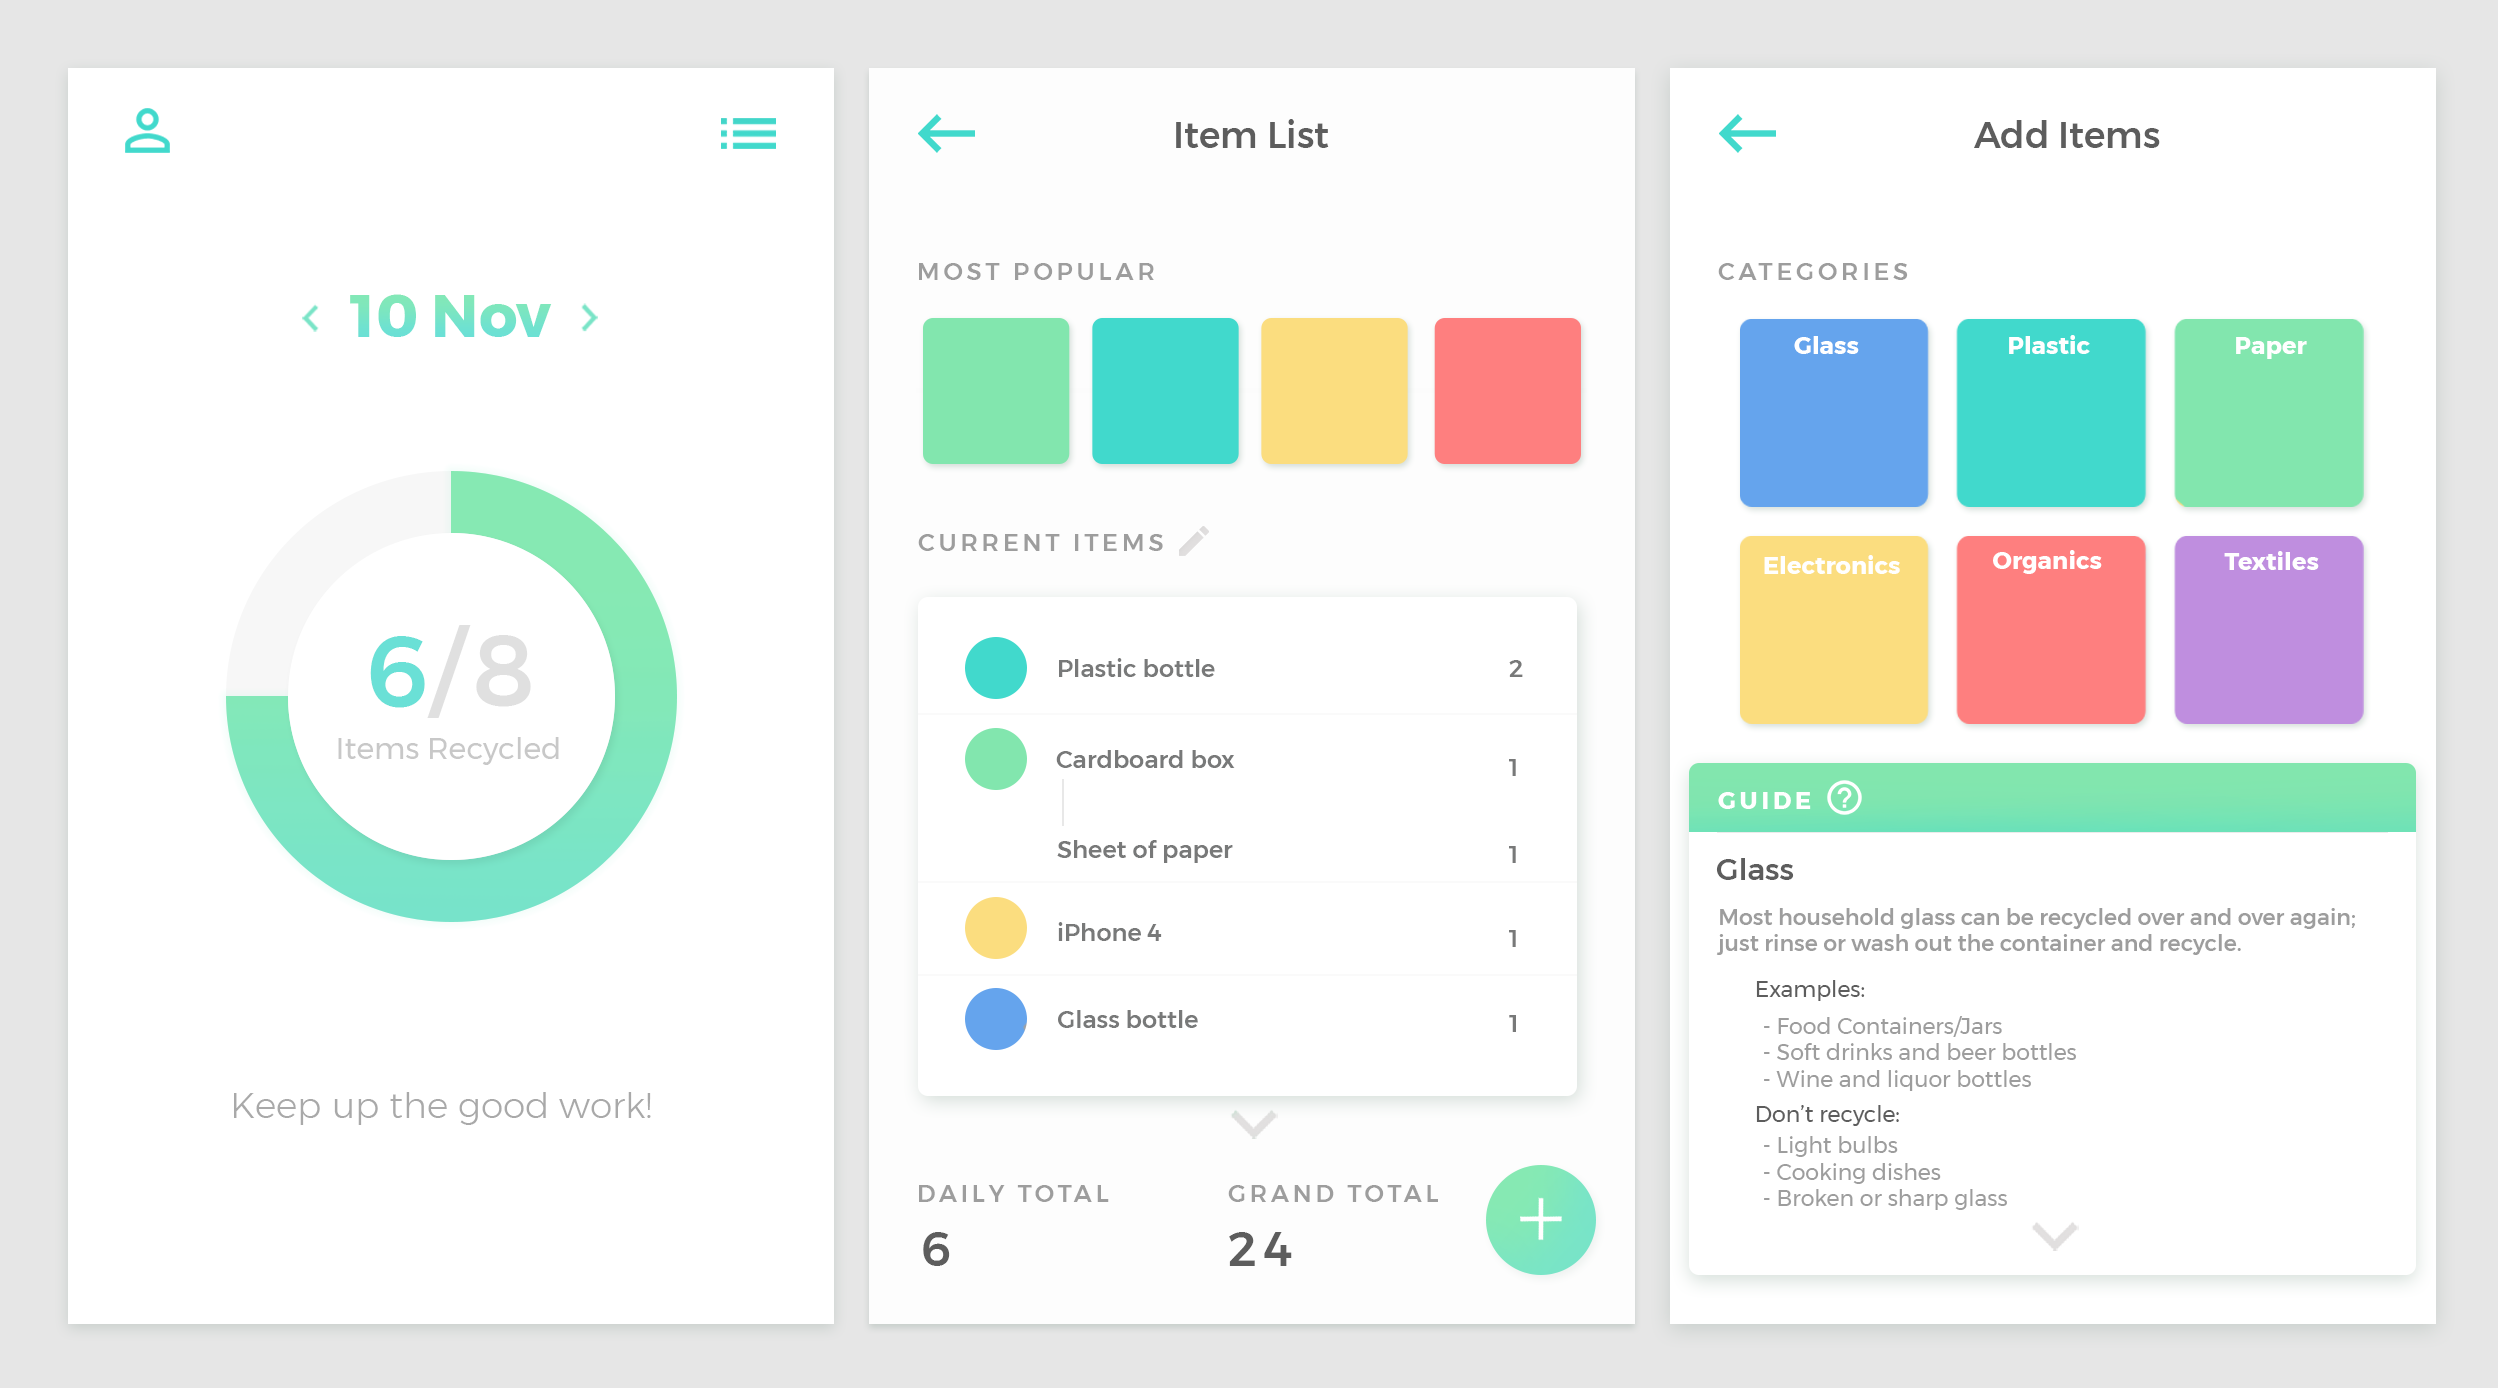 10 Nov
6/8
Items Recycled
Keep up the good work!
Item List
MOST POPULAR
CURRENT ITEMS
Plastic bottle 2
Cardboard box 1
Sheet of paper 1
iPhone 4 1
Glass bottle 1
DAILY TOTAL GRAND TOTAL
6 24
Add Items
CATEGORIES
Glass Plastic Paper
Electronics Organics Textiles
GUIDE ?
Glass
Most household glass can be recycled over and over again;
just rinse or wash out the container and recycle.
Examples:
- Food Containers/Jars
- Soft drinks and beer bottles
- Wine and liquor bottles
Don't recycle:
- Light bulbs
- Cooking dishes
- Broken or sharp glass